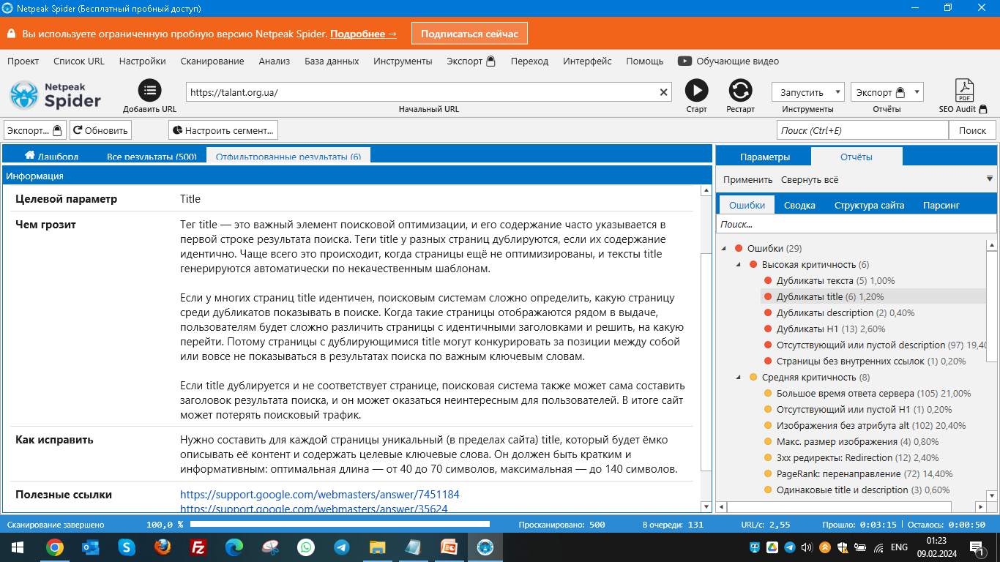 Netpeak Spider (Бесплатный пробный доступ)
Вы используете ограниченную пробную версию Netpeak Spider. Подробнее → Подписаться сейчас
Проект Список URL Настройки Сканирование Анализ База данных Инструменты Экспорт Переход Интерфейс Помощь Обучающие видео
Netpeak Spider
https://talant.org.ua/
Запустить Экспорт PDF
Добавить URL Начальный URL Старт Рестарт Инструменты Отчёты SEO Audit
Экспорт... Обновить Настроить сегмент... Поиск (Ctrl+E) Поиск
Дашборд Все результаты (500) Отфильтрованные результаты (6)
Информация
Целевой параметр Title
Чем грозит Тег title — это важный элемент поисковой оптимизации, и его содержание часто указывается в
первой строке результата поиска. Теги title у разных страниц дублируются, если их содержание
идентично. Чаще всего это происходит, когда страницы ещё не оптимизированы, и тексты title
генерируются автоматически по некачественным шаблонам.
Если у многих страниц title идентичен, поисковым системам сложно определить, какую страницу
среди дубликатов показывать в поиске. Когда такие страницы отображаются рядом в выдаче,
пользователям будет сложно различить страницы с идентичными заголовками и решить, на какую
перейти. Потому страницы с дублирующимися title могут конкурировать за позиции между собой
или вовсе не показываться в результатах поиска по важным ключевым словам.
Если title дублируется и не соответствует странице, поисковая система также может сама составить
заголовок результата поиска, и он может оказаться неинтересным для пользователей. В итоге сайт
может потерять поисковый трафик.
Как исправить Нужно составить для каждой страницы уникальный (в пределах сайта) title, который будет ёмко
описывать её контент и содержать целевые ключевые слова. Он должен быть кратким и
информативным: оптимальная длина — от 40 до 70 символов, максимальная — до 140 символов.
Полезные ссылки https://support.google.com/webmasters/answer/7451184
https://support.google.com/webmasters/answer/35624
Параметры Отчёты
Применить Свернуть всё
Ошибки Сводка Структура сайта Парсинг
Поиск...
Ошибки (29)
Высокая критичность (6)
Дубликаты текста (5) 1,00%
Дубликаты title (6) 1,20%
Дубликаты description (2) 0,40%
Дубликаты H1 (13) 2,60%
Отсутствующий или пустой description (97) 19,40
Страницы без внутренних ссылок (1) 0,20%
Средняя критичность (8)
Большое время ответа сервера (105) 21,00%
Отсутствующий или пустой H1 (1) 0,20%
Изображения без атрибута alt (102) 20,40%
Макс. размер изображения (4) 0,80%
3xx редиректы: Redirection (12) 2,40%
PageRank: перенаправление (72) 14,40%
Одинаковые title и description (3) 0,60%
Сканирование завершено 100,0 % Просканировано: 500 В очереди: 131 URL/с: 2,55 Прошло: 0:03:15 Осталось: 0:00:50
ENG 01:23
09.02.2024 1